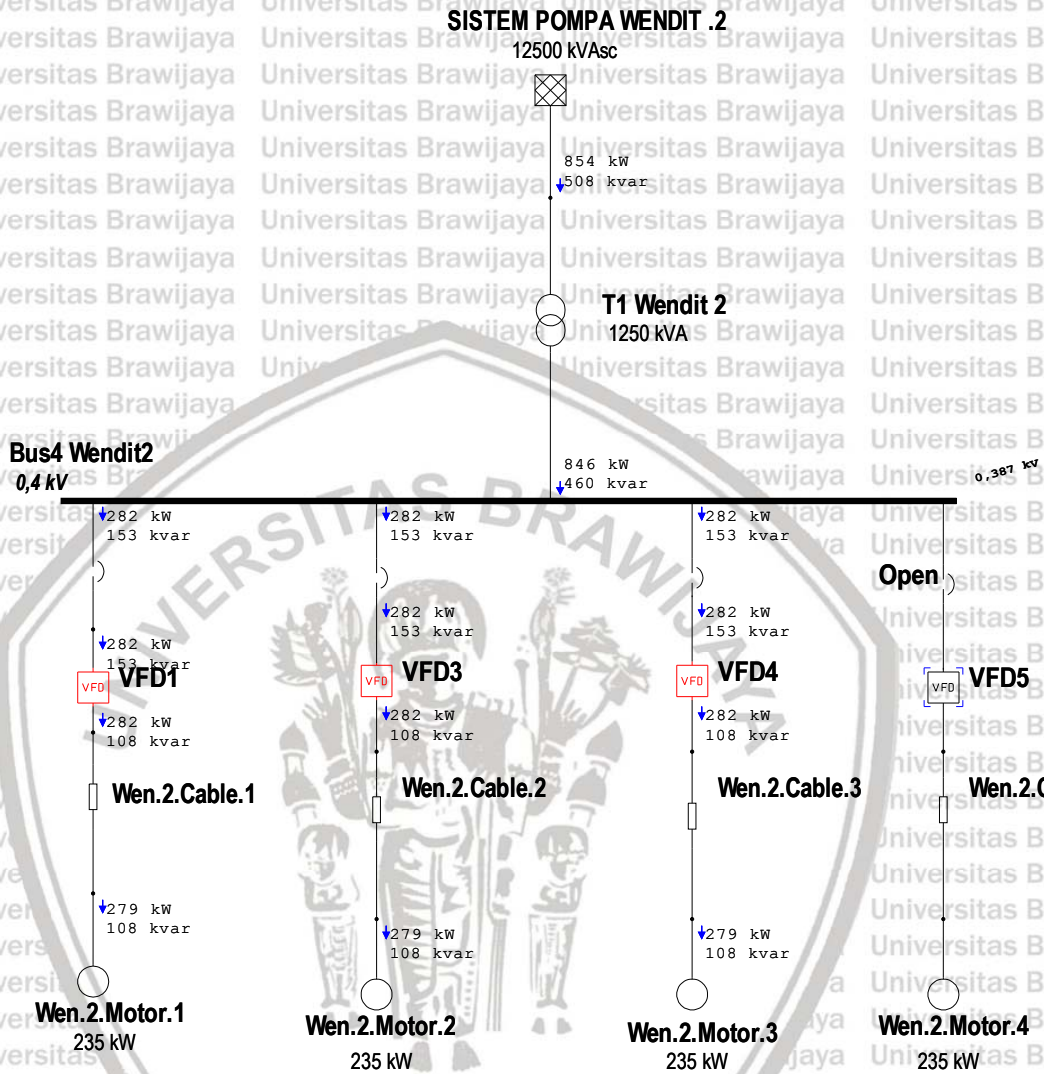 SISTEM POMPA WENDIT .2
12500 kVAsc
854 kW
508 kvar
T1 Wendit 2
1250 kVA
Bus4 Wendit2
0,4 kV
846 kW
460 kvar
0,387 kV
282 kW
153 kvar
282 kW
153 kvar
282 kW
153 kvar
Open
282 kW
153 kvar
282 kW
153 kvar
282 kW
153 kvar
VFD
VFD1
VFD
VFD3
VFD
VFD4
VFD
VFD5
282 kW
108 kvar
282 kW
108 kvar
282 kW
108 kvar
Wen.2.Cable.1
Wen.2.Cable.2
Wen.2.Cable.3
Wen.2.C
279 kW
108 kvar
279 kW
108 kvar
279 kW
108 kvar
Wen.2.Motor.1
235 kW
Wen.2.Motor.2
235 kW
Wen.2.Motor.3
235 kW
Wen.2.Motor.4
235 kW
UNIVERSITAS BRAWIJAYA
Universitas Brawijaya